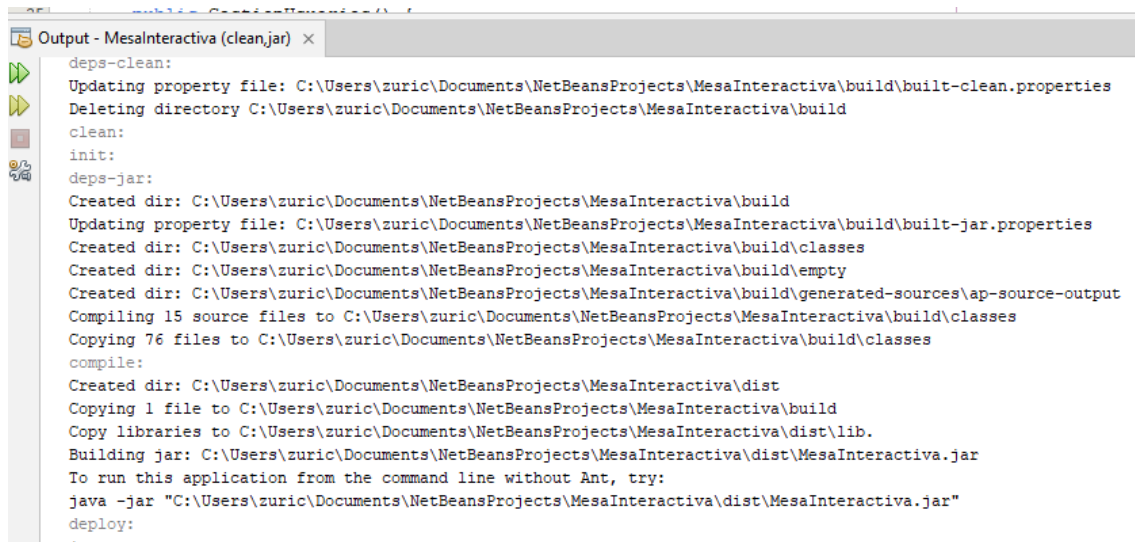 Output - MesaInteractiva (clean,jar) ×
deps-clean:
Updating property file: C:\Users\zuric\Documents\NetBeansProjects\MesaInteractiva\build\built-clean.properties
Deleting directory C:\Users\zuric\Documents\NetBeansProjects\MesaInteractiva\build
clean:
init:
deps-jar:
Created dir: C:\Users\zuric\Documents\NetBeansProjects\MesaInteractiva\build
Updating property file: C:\Users\zuric\Documents\NetBeansProjects\MesaInteractiva\build\built-jar.properties
Created dir: C:\Users\zuric\Documents\NetBeansProjects\MesaInteractiva\build\classes
Created dir: C:\Users\zuric\Documents\NetBeansProjects\MesaInteractiva\build\empty
Created dir: C:\Users\zuric\Documents\NetBeansProjects\MesaInteractiva\build\generated-sources\ap-source-output
Compiling 15 source files to C:\Users\zuric\Documents\NetBeansProjects\MesaInteractiva\build\classes
Copying 76 files to C:\Users\zuric\Documents\NetBeansProjects\MesaInteractiva\build\classes
compile:
Created dir: C:\Users\zuric\Documents\NetBeansProjects\MesaInteractiva\dist
Copying 1 file to C:\Users\zuric\Documents\NetBeansProjects\MesaInteractiva\build
Copy libraries to C:\Users\zuric\Documents\NetBeansProjects\MesaInteractiva\dist\lib.
Building jar: C:\Users\zuric\Documents\NetBeansProjects\MesaInteractiva\dist\MesaInteractiva.jar
To run this application from the command line without Ant, try:
java -jar "C:\Users\zuric\Documents\NetBeansProjects\MesaInteractiva\dist\MesaInteractiva.jar"
deploy: